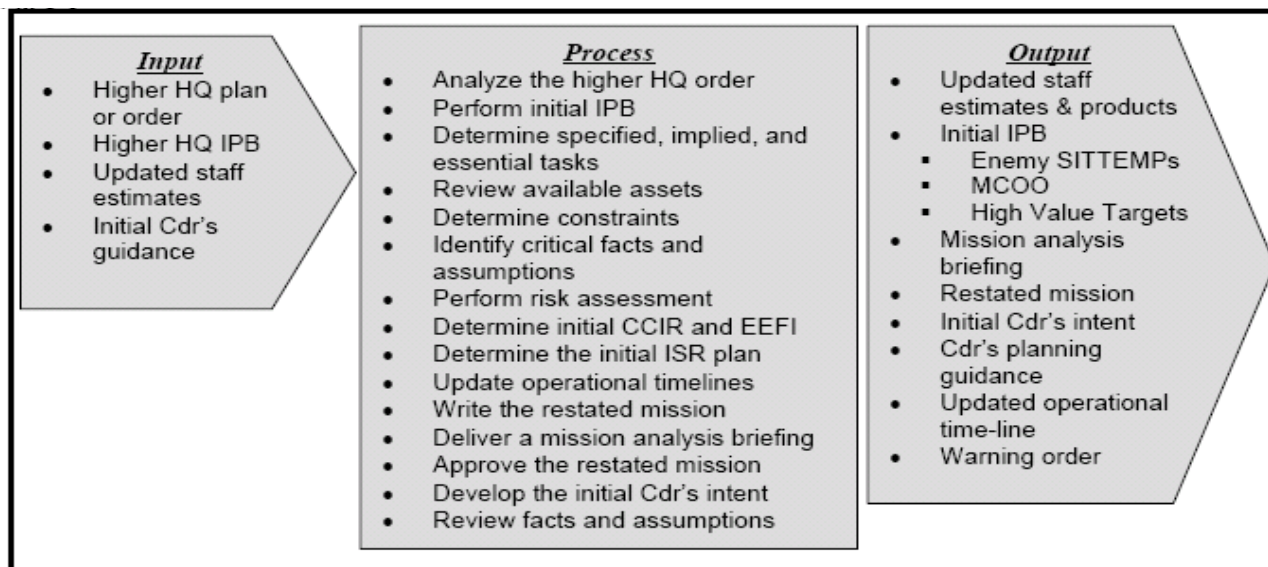 Input
• Higher HQ plan
or order
• Higher HQ IPB
• Updated staff
estimates
• Initial Cdr's
guidance
Process
• Analyze the higher HQ order
• Perform initial IPB
• Determine specified, implied, and
essential tasks
• Review available assets
• Determine constraints
• Identify critical facts and
assumptions
• Perform risk assessment
• Determine initial CCIR and EEFI
• Determine the initial ISR plan
• Update operational timelines
• Write the restated mission
• Deliver a mission analysis briefing
• Approve the restated mission
• Develop the initial Cdr's intent
• Review facts and assumptions
Output
• Updated staff
estimates & products
• Initial IPB
▪ Enemy SITTEMPs
▪ MCOO
▪ High Value Targets
• Mission analysis
briefing
• Restated mission
• Initial Cdr's intent
• Cdr's planning
guidance
• Updated operational
time-line
• Warning order